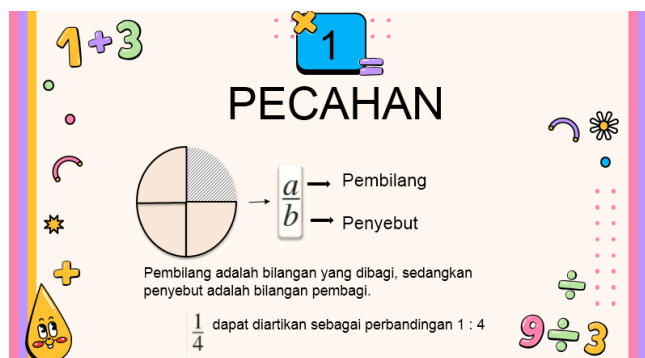 1+3
1
PECAHAN
a/b
Pembilang
Penyebut
Pembilang adalah bilangan yang dibagi, sedangkan
penyebut adalah bilangan pembagi.
1/4 dapat diartikan sebagai perbandingan 1 : 4
9÷3